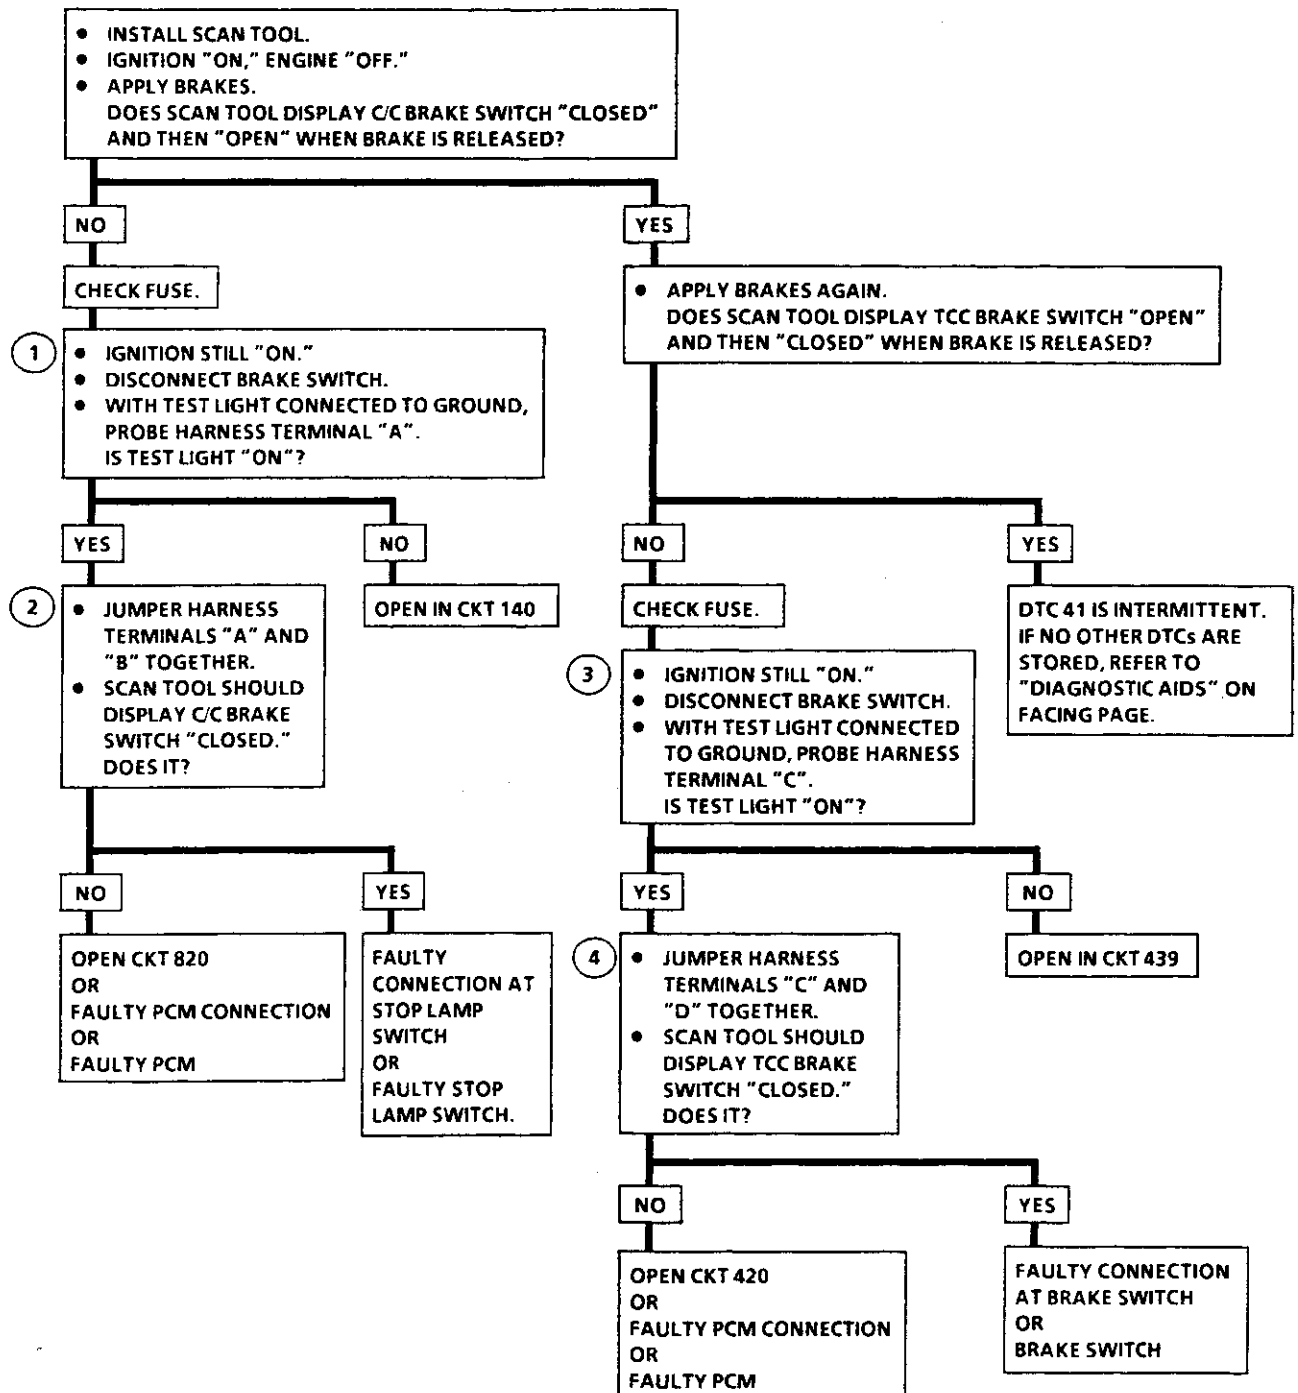 • INSTALL SCAN TOOL.
• IGNITION "ON," ENGINE "OFF."
• APPLY BRAKES.
DOES SCAN TOOL DISPLAY C/C BRAKE SWITCH "CLOSED"
AND THEN "OPEN" WHEN BRAKE IS RELEASED?
NO
YES
CHECK FUSE.
• APPLY BRAKES AGAIN.
DOES SCAN TOOL DISPLAY TCC BRAKE SWITCH "OPEN"
AND THEN "CLOSED" WHEN BRAKE IS RELEASED?
1
• IGNITION STILL "ON."
• DISCONNECT BRAKE SWITCH.
• WITH TEST LIGHT CONNECTED TO GROUND,
PROBE HARNESS TERMINAL "A".
IS TEST LIGHT "ON"?
YES
NO
NO
YES
2
• JUMPER HARNESS
TERMINALS "A" AND
"B" TOGETHER.
• SCAN TOOL SHOULD
DISPLAY C/C BRAKE
SWITCH "CLOSED."
DOES IT?
OPEN IN CKT 140
CHECK FUSE.
DTC 41 IS INTERMITTENT.
IF NO OTHER DTCs ARE
STORED, REFER TO
"DIAGNOSTIC AIDS" ON
FACING PAGE.
3
• IGNITION STILL "ON."
• DISCONNECT BRAKE SWITCH.
• WITH TEST LIGHT CONNECTED
TO GROUND, PROBE HARNESS
TERMINAL "C".
IS TEST LIGHT "ON"?
NO
YES
YES
NO
OPEN CKT 820
OR
FAULTY PCM CONNECTION
OR
FAULTY PCM
FAULTY
CONNECTION AT
STOP LAMP
SWITCH
OR
FAULTY STOP
LAMP SWITCH.
4
• JUMPER HARNESS
TERMINALS "C" AND
"D" TOGETHER.
• SCAN TOOL SHOULD
DISPLAY TCC BRAKE
SWITCH "CLOSED."
DOES IT?
OPEN IN CKT 439
NO
YES
OPEN CKT 420
OR
FAULTY PCM CONNECTION
OR
FAULTY PCM
FAULTY CONNECTION
AT BRAKE SWITCH
OR
BRAKE SWITCH